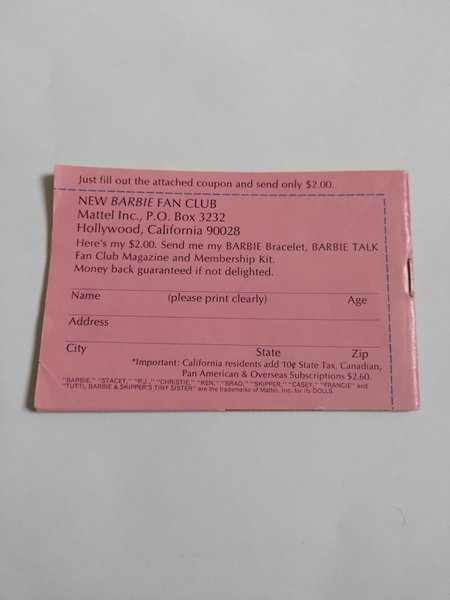 Just fill out the attached coupon and send only $2.00.
NEW BARBIE FAN CLUB
Mattel Inc., P.O. Box 3232
Hollywood, California 90028
Here's my $2.00. Send me my BARBIE Bracelet, BARBIE TALK
Fan Club Magazine and Membership Kit.
Money back guaranteed if not delighted.
Name (please print clearly) Age
Address
City State Zip
*Important: California residents add 10¢ State Tax. Canadian,
Pan American & Overseas Subscriptions $2.60.
"BARBIE," "STACEY," "P.J.," "CHRISTIE," "KEN," "BRAD," "SKIPPER," "CASEY," "FRANCIE" and
"TUTTI, BARBIE & SKIPPER'S TINY SISTER" are the trademarks of Mattel, Inc. for its DOLLS.